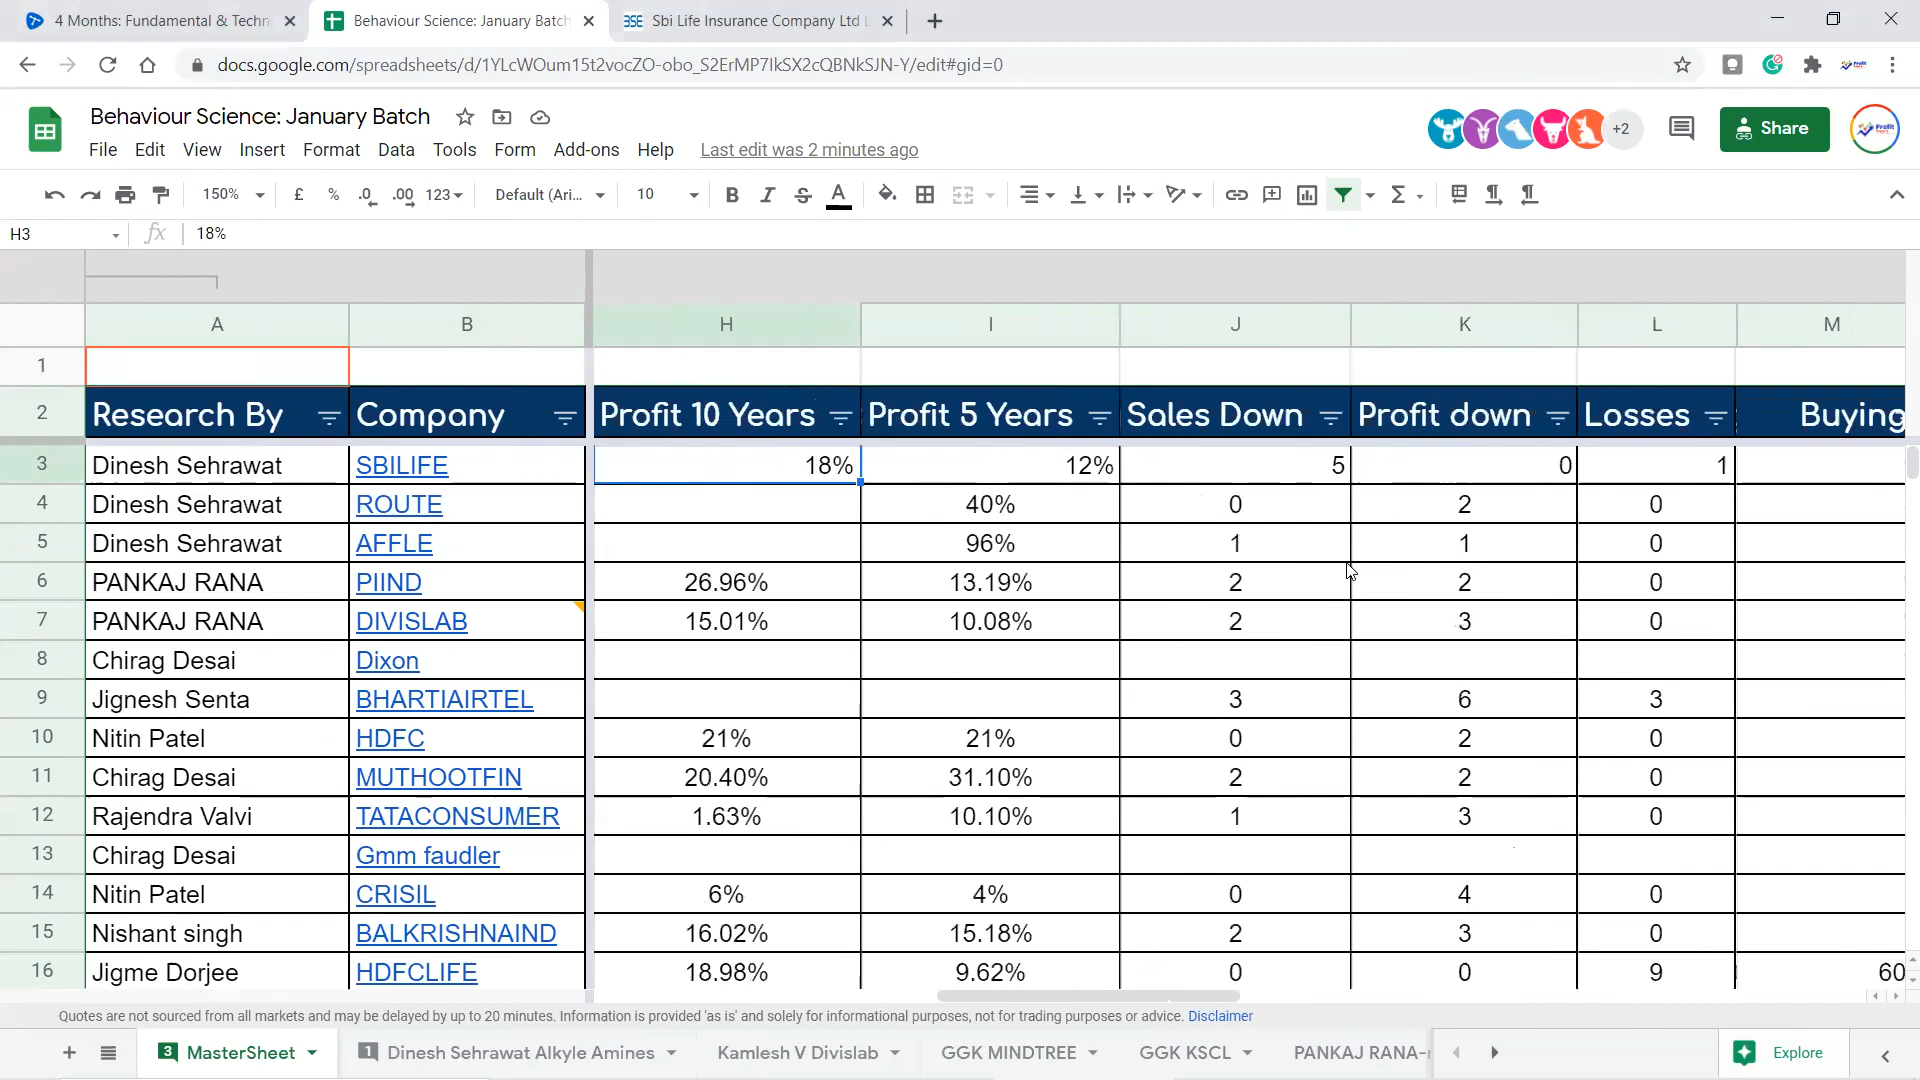 4 Months: Fundamental & Techn
Behaviour Science: January Batch
BSE Sbi Life Insurance Company Ltd L
docs.google.com/spreadsheets/d/1YLcWOum15t2vocZO-obo_S2ErMP7IkSX2cQBNkSJN-Y/edit#gid=0
Behaviour Science: January Batch
+2
Share
File Edit View Insert Format Data Tools Form Add-ons Help Last edit was 2 minutes ago
150% £ % .0 .00 123 Default (Ari... 10 B I S A
H3 fx 18%
A B H I J K L M
1
2 Research By Company Profit 10 Years Profit 5 Years Sales Down Profit down Losses Buying
3 Dinesh Sehrawat SBILIFE 18% 12% 5 0 1
4 Dinesh Sehrawat ROUTE 40% 0 2 0
5 Dinesh Sehrawat AFFLE 96% 1 1 0
6 PANKAJ RANA PIIND 26.96% 13.19% 2 2 0
7 PANKAJ RANA DIVISLAB 15.01% 10.08% 2 3 0
8 Chirag Desai Dixon
9 Jignesh Senta BHARTIAIRTEL 3 6 3
10 Nitin Patel HDFC 21% 21% 0 2 0
11 Chirag Desai MUTHOOTFIN 20.40% 31.10% 2 2 0
12 Rajendra Valvi TATACONSUMER 1.63% 10.10% 1 3 0
13 Chirag Desai Gmm faudler
14 Nitin Patel CRISIL 6% 4% 0 4 0
15 Nishant singh BALKRISHNAIND 16.02% 15.18% 2 3 0
16 Jigme Dorjee HDFCLIFE 18.98% 9.62% 0 0 9 60
Quotes are not sourced from all markets and may be delayed by up to 20 minutes. Information is provided 'as is' and solely for informational purposes, not for trading purposes or advice. Disclaimer
3 MasterSheet 1 Dinesh Sehrawat Alkyle Amines Kamlesh V Divislab GGK MINDTREE GGK KSCL PANKAJ RANA- Explore